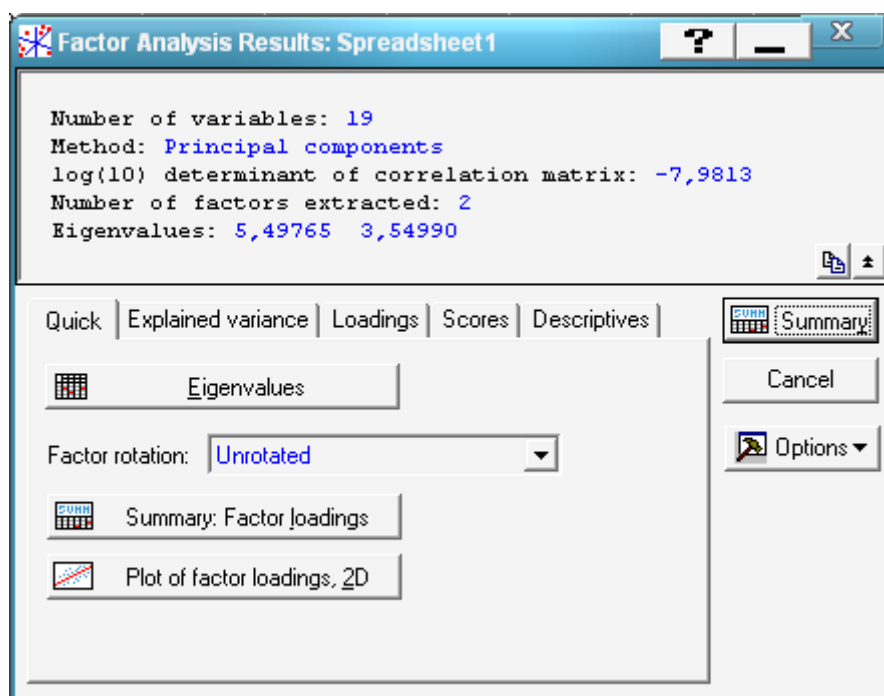 Factor Analysis Results: Spreadsheet1
Number of variables: 19
Method: Principal components
log(10) determinant of correlation matrix: -7,9813
Number of factors extracted: 2
Eigenvalues: 5,49765 3,54990
Quick Explained variance Loadings Scores Descriptives
Summary
Eigenvalues
Cancel
Factor rotation: Unrotated
Options
Summary: Factor loadings
Plot of factor loadings, 2D